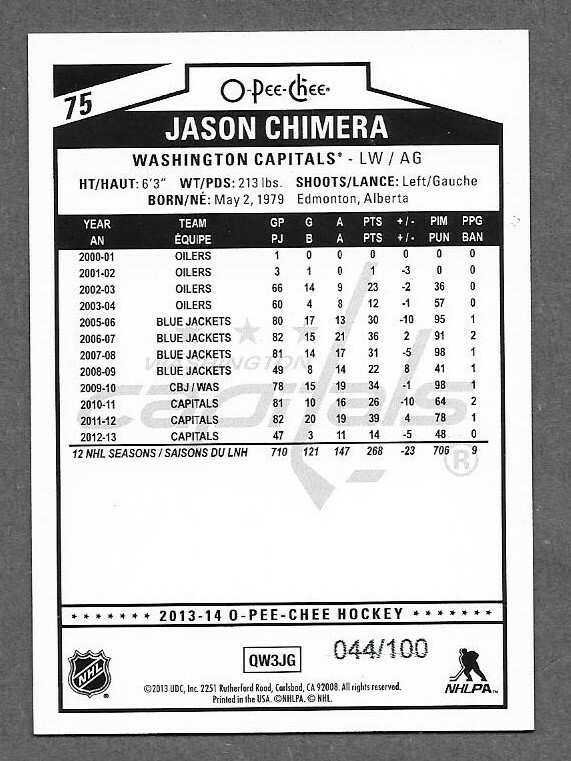 75
O-Pee-Chee®
JASON CHIMERA
WASHINGTON CAPITALS® - LW / AG
HT/HAUT: 6'3" WT/PDS: 213 lbs. SHOOTS/LANCE: Left/Gauche
BORN/NÉ: May 2, 1979 Edmonton, Alberta
YEAR TEAM GP G A PTS +/- PIM PPG
AN ÉQUIPE PJ B A PTS +/- PUN BAN
2000-01 OILERS 1 0 0 0 0 0 0
2001-02 OILERS 3 1 0 1 -3 0 0
2002-03 OILERS 66 14 9 23 -2 36 0
2003-04 OILERS 60 4 8 12 -1 57 0
2005-06 BLUE JACKETS 80 17 13 30 -10 95 1
2006-07 BLUE JACKETS 82 15 21 36 2 91 2
2007-08 BLUE JACKETS 81 14 17 31 -5 98 1
2008-09 BLUE JACKETS 49 8 14 22 8 41 1
2009-10 CBJ / WAS 78 15 19 34 -1 98 1
2010-11 CAPITALS 81 10 16 26 -10 64 2
2011-12 CAPITALS 82 20 19 39 4 78 1
2012-13 CAPITALS 47 3 11 14 -5 48 0
12 NHL SEASONS / SAISONS DU LNH 710 121 147 268 -23 706 9
WASHINGTON
capitals®
2013-14 O-PEE-CHEE HOCKEY
QW3JG
044/100
NHL®
NHLPA™
©2013 UDC, Inc. 2251 Rutherford Road, Carlsbad, CA 92008. All rights reserved.
Printed in the USA. ©NHLPA. © NHL.